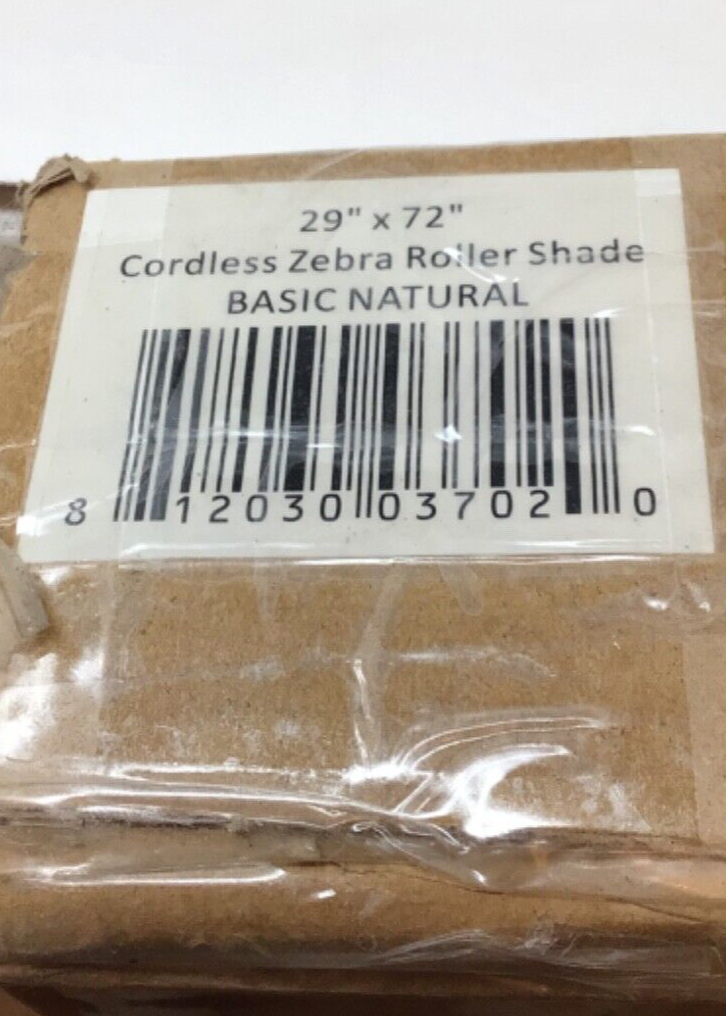 29" x 72"
Cordless Zebra Roller Shade
BASIC NATURAL
8 12030 03702 0